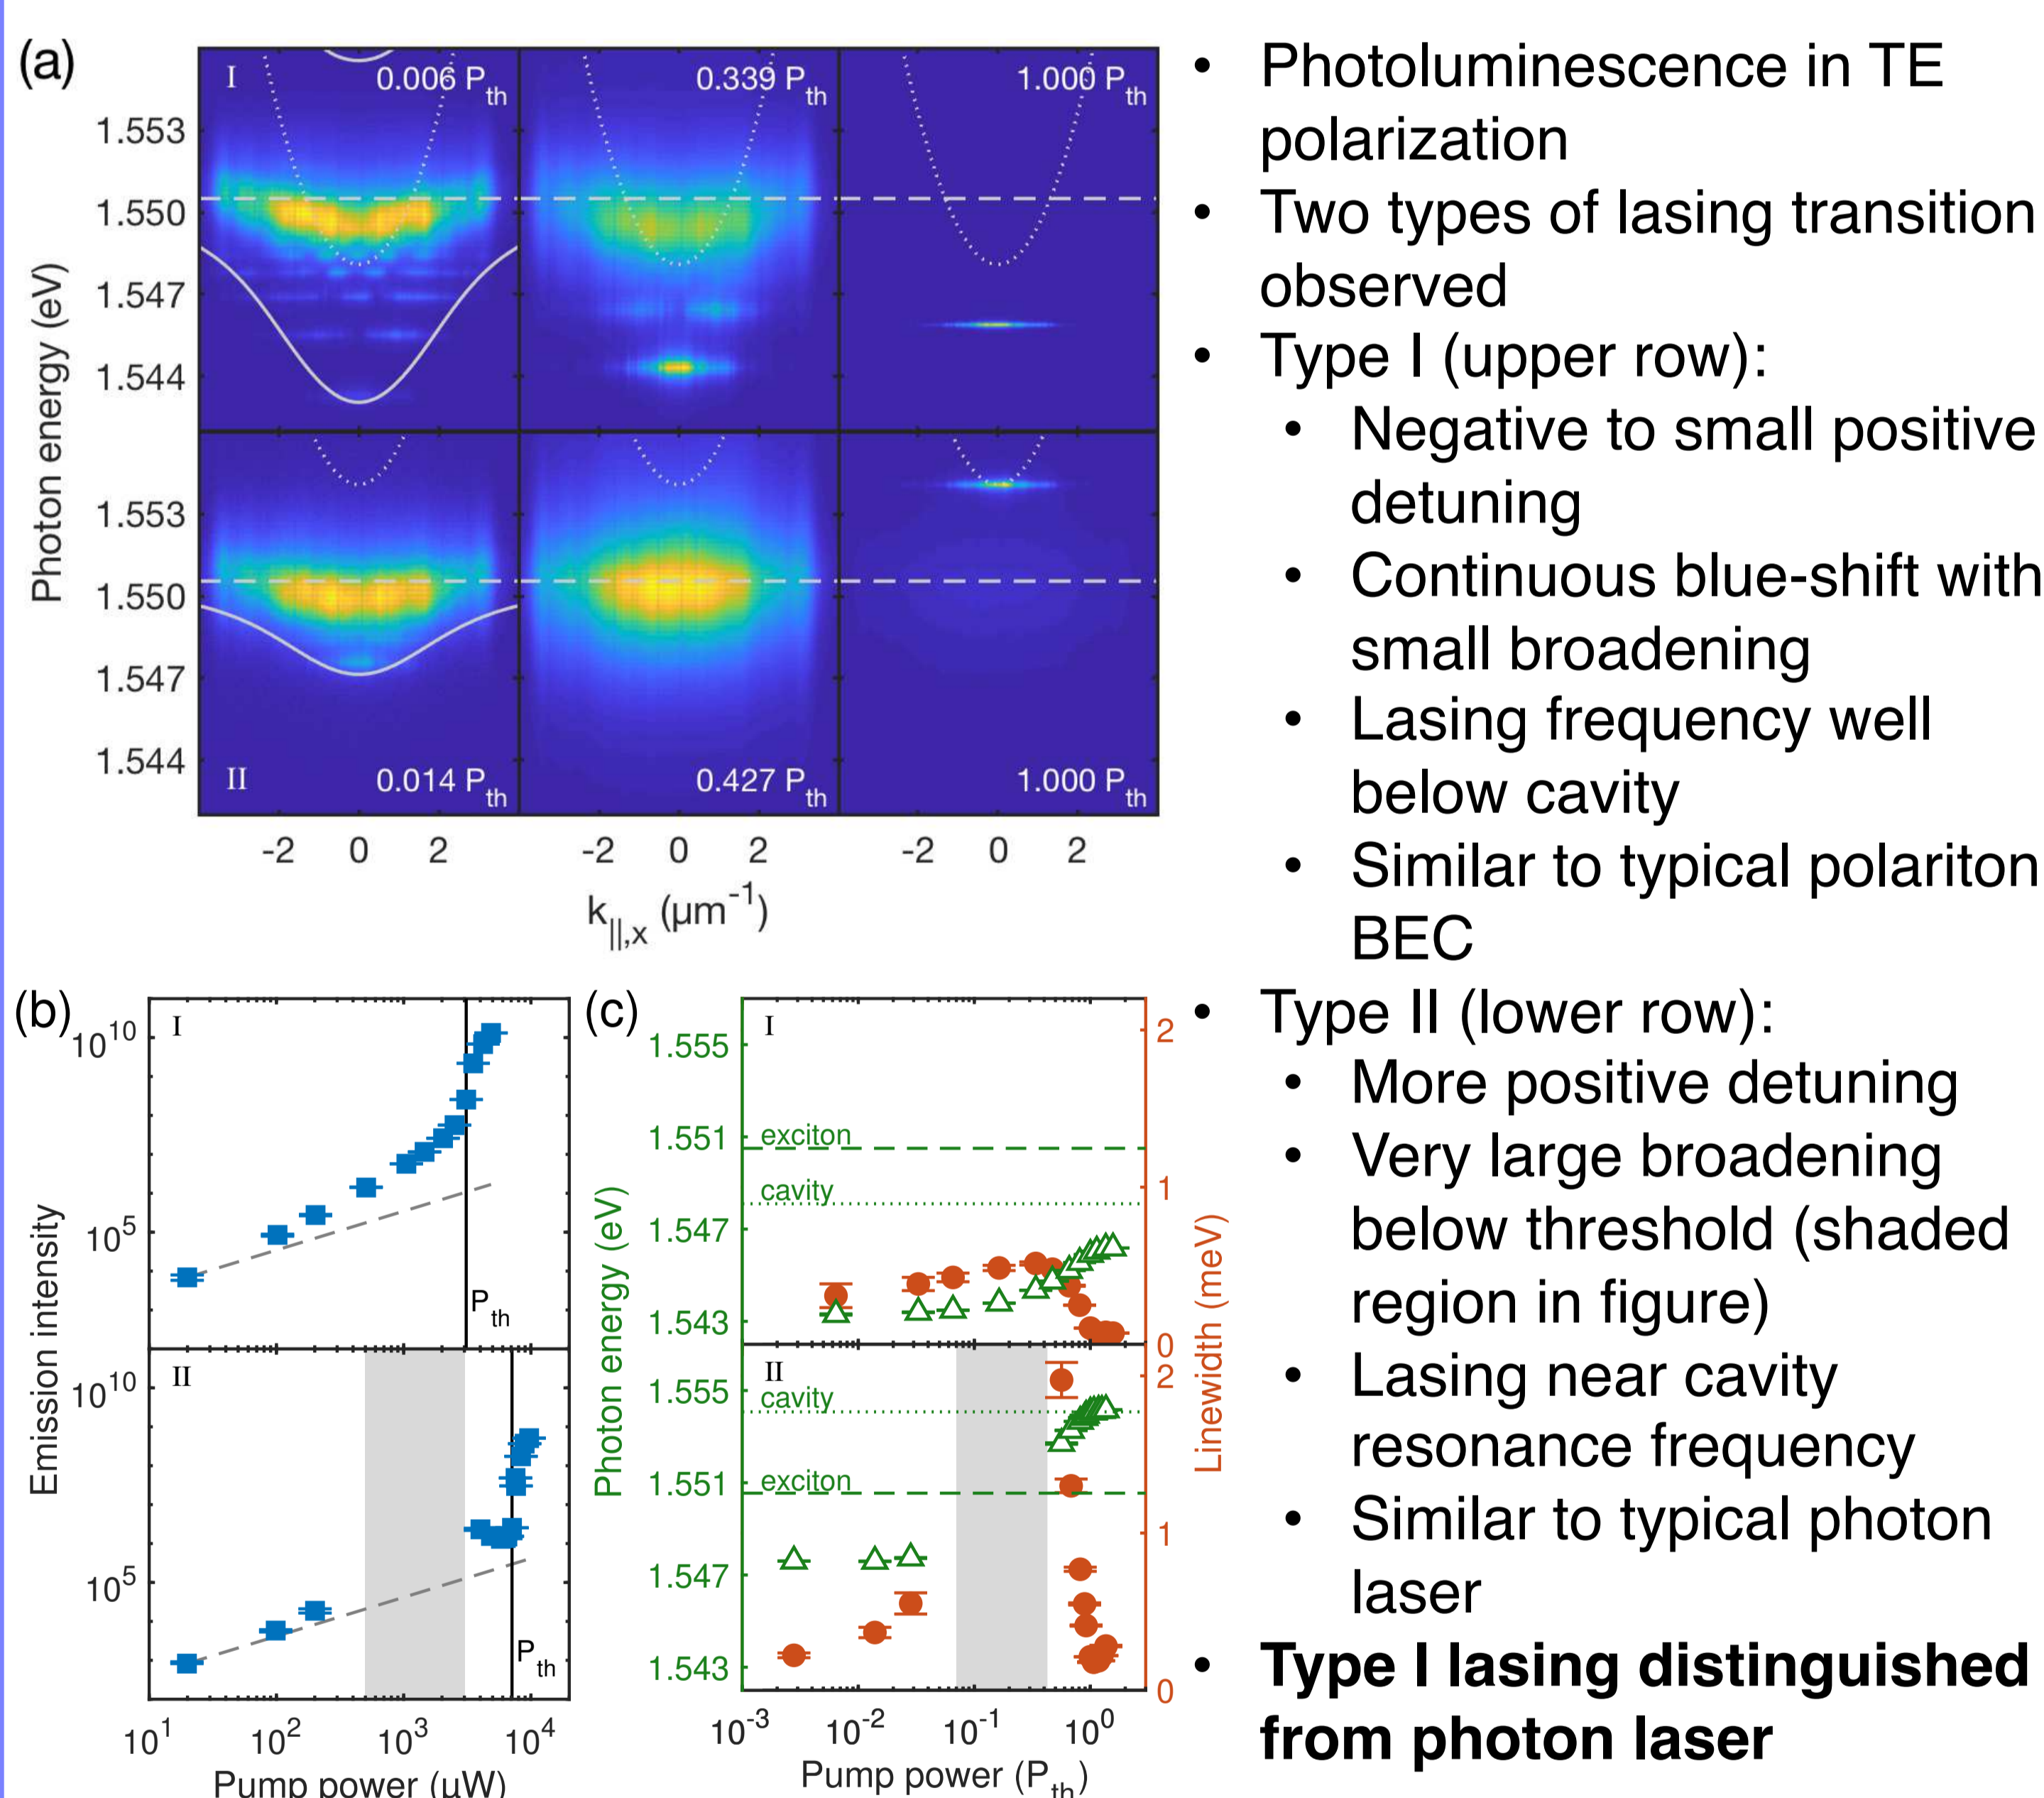 (a)
I
0.006 P_th
0.339 P_th
1.000 P_th
1.553
1.550
1.547
1.544
Photon energy (eV)
1.553
1.550
1.547
1.544
II
0.014 P_th
0.427 P_th
1.000 P_th
-2 0 2 -2 0 2 -2 0 2
k_||,x (µm^-1)
(b)
I
10^10
10^5
P_th
II
10^10
10^5
P_th
Emission intensity
10^1 10^2 10^3 10^4
Pump power (µW)
(c)
I
1.555
1.551
1.547
1.543
exciton
cavity
2
1
0
II
1.555
1.551
1.547
1.543
cavity
exciton
2
1
0
Photon energy (eV)
Linewidth (meV)
10^-3 10^-2 10^-1 10^0
Pump power (P_th)
• Photoluminescence in TE
polarization
• Two types of lasing transition
observed
• Type I (upper row):
• Negative to small positive
detuning
• Continuous blue-shift with
small broadening
• Lasing frequency well
below cavity
• Similar to typical polariton
BEC
• Type II (lower row):
• More positive detuning
• Very large broadening
below threshold (shaded
region in figure)
• Lasing near cavity
resonance frequency
• Similar to typical photon
laser
• Type I lasing distinguished
from photon laser